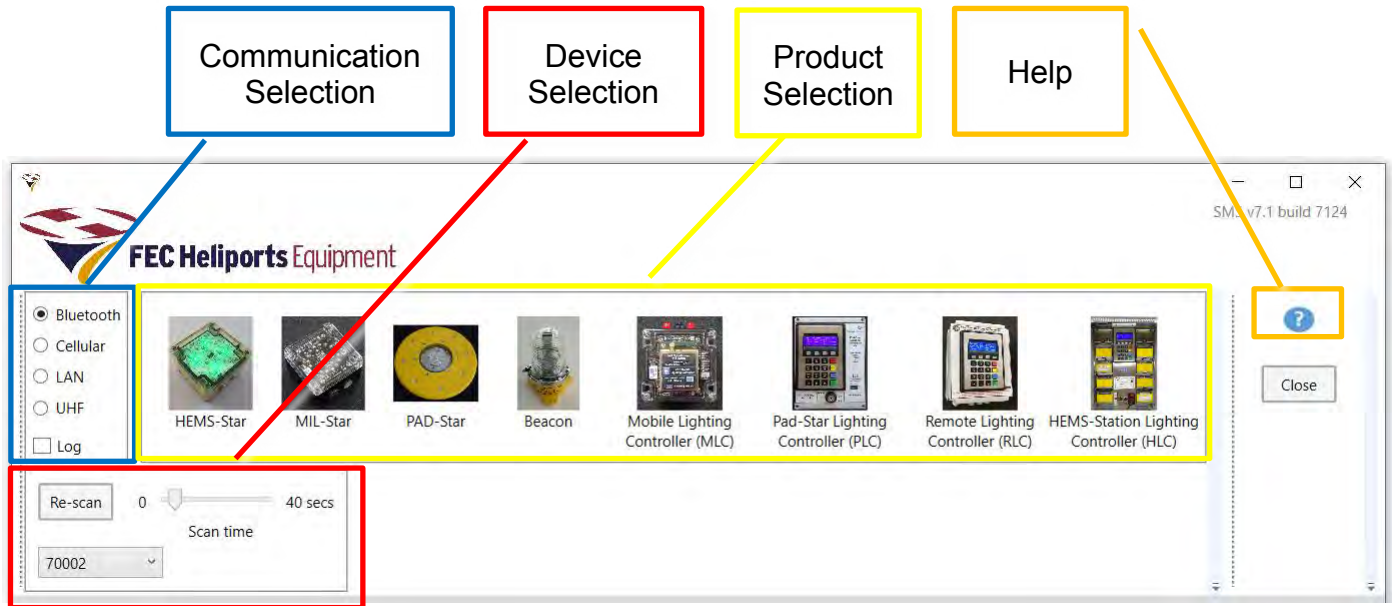 Communication
Selection
Device
Selection
Product
Selection
Help
SMS v7.1 build 7124
FEC Heliports Equipment
Bluetooth
Cellular
LAN
UHF
Log
HEMS-Star
MIL-Star
PAD-Star
Beacon
Mobile Lighting
Controller (MLC)
Pad-Star Lighting
Controller (PLC)
Remote Lighting
Controller (RLC)
HEMS-Station Lighting
Controller (HLC)
?
Close
Re-scan
0
40 secs
Scan time
70002